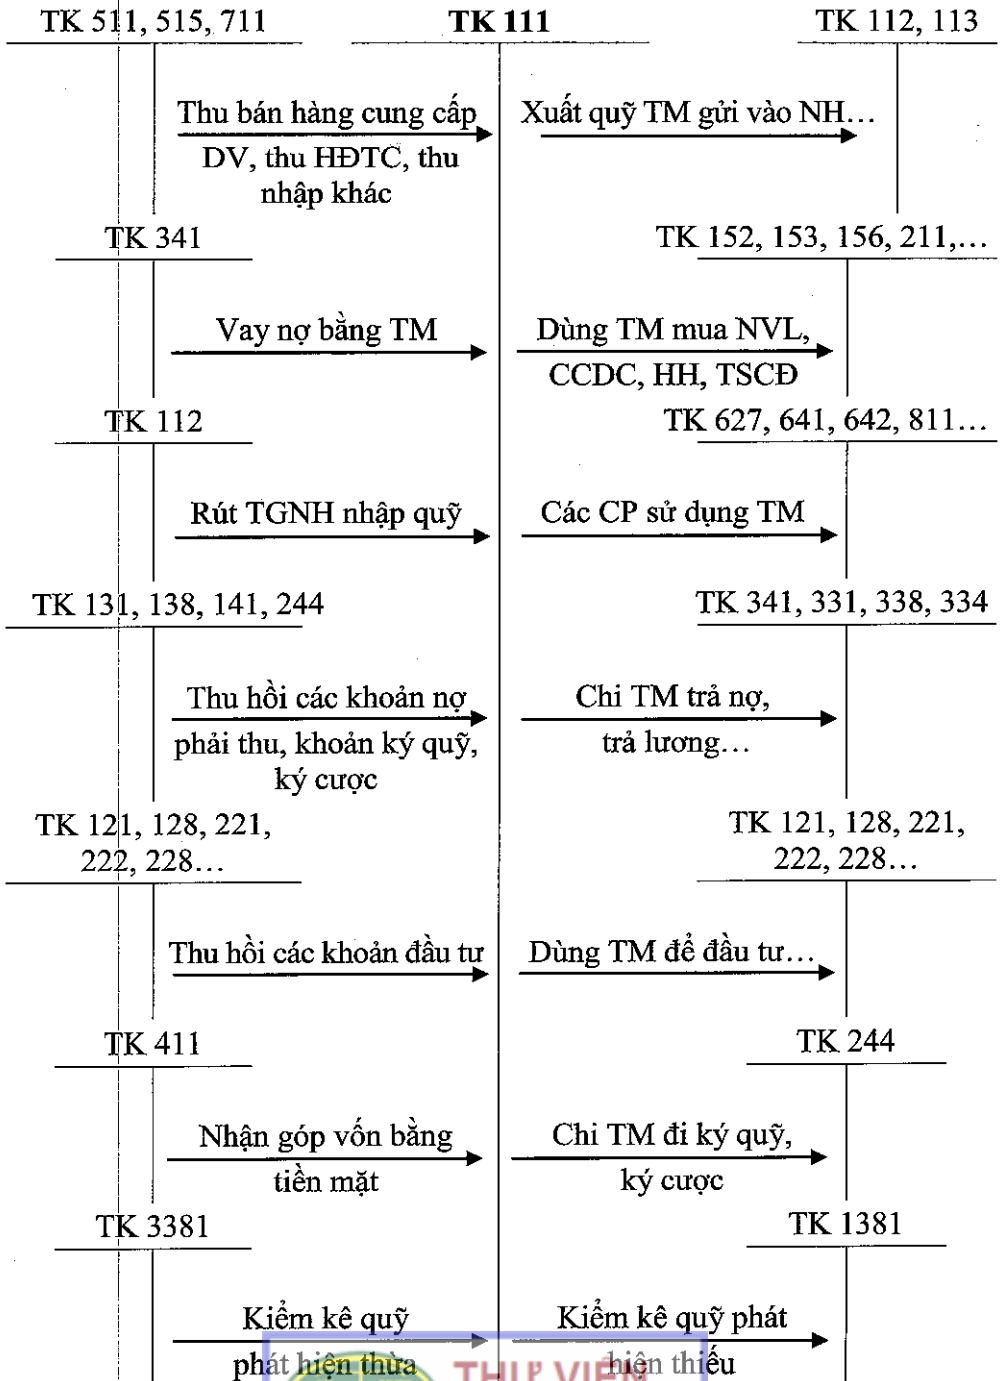 TK 511, 515, 711
TK 111
TK 112, 113
Thu bán hàng cung cấp
DV, thu HĐTC, thu
nhập khác
Xuất quỹ TM gửi vào NH...
TK 341
TK 152, 153, 156, 211,...
Vay nợ bằng TM
Dùng TM mua NVL,
CCDC, HH, TSCĐ
TK 112
TK 627, 641, 642, 811...
Rút TGNH nhập quỹ
Các CP sử dụng TM
TK 131, 138, 141, 244
TK 341, 331, 338, 334
Thu hồi các khoản nợ
phải thu, khoản ký quỹ,
ký cược
Chi TM trả nợ,
trả lương...
TK 121, 128, 221,
222, 228...
TK 121, 128, 221,
222, 228...
Thu hồi các khoản đầu tư
Dùng TM để đầu tư...
TK 411
TK 244
Nhận góp vốn bằng
tiền mặt
Chi TM đi ký quỹ,
ký cược
TK 3381
TK 1381
Kiểm kê quỹ
phát hiện thừa
Kiểm kê quỹ phát
hiện thiếu
THƯ VIỆN